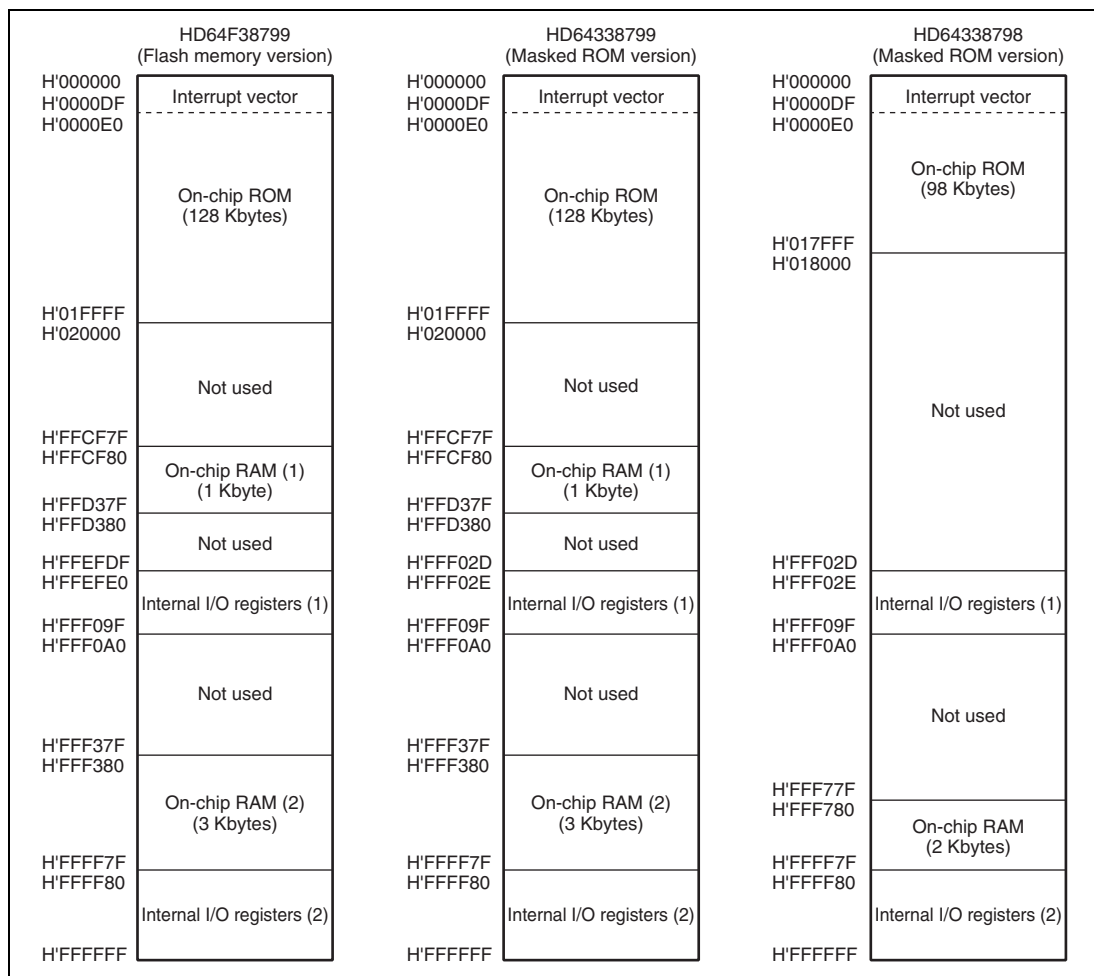 HD64F38799
(Flash memory version)
H'000000
Interrupt vector
H'0000DF
H'0000E0
On-chip ROM
(128 Kbytes)
H'01FFFF
H'020000
Not used
H'FFCF7F
H'FFCF80
On-chip RAM (1)
(1 Kbyte)
H'FFD37F
H'FFD380
Not used
H'FFEFDF
H'FFEFE0
Internal I/O registers (1)
H'FFF09F
H'FFF0A0
Not used
H'FFF37F
H'FFF380
On-chip RAM (2)
(3 Kbytes)
H'FFFF7F
H'FFFF80
Internal I/O registers (2)
H'FFFFFF
HD64338799
(Masked ROM version)
H'000000
Interrupt vector
H'0000DF
H'0000E0
On-chip ROM
(128 Kbytes)
H'01FFFF
H'020000
Not used
H'FFCF7F
H'FFCF80
On-chip RAM (1)
(1 Kbyte)
H'FFD37F
H'FFD380
Not used
H'FFF02D
H'FFF02E
Internal I/O registers (1)
H'FFF09F
H'FFF0A0
Not used
H'FFF37F
H'FFF380
On-chip RAM (2)
(3 Kbytes)
H'FFFF7F
H'FFFF80
Internal I/O registers (2)
H'FFFFFF
HD64338798
(Masked ROM version)
H'000000
Interrupt vector
H'0000DF
H'0000E0
On-chip ROM
(98 Kbytes)
H'017FFF
H'018000
Not used
H'FFF02D
H'FFF02E
Internal I/O registers (1)
H'FFF09F
H'FFF0A0
Not used
H'FFF77F
H'FFF780
On-chip RAM
(2 Kbytes)
H'FFFF7F
H'FFFF80
Internal I/O registers (2)
H'FFFFFF